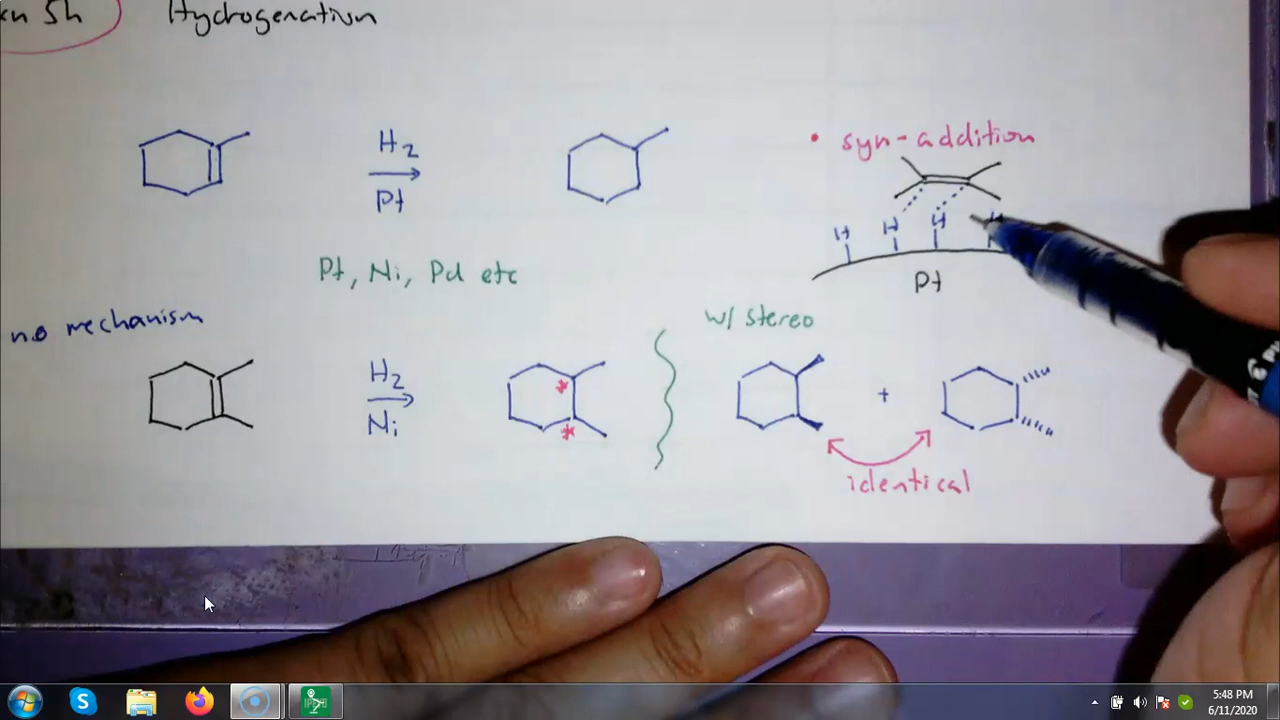 Hydrogenation
H2
Pt
• syn-addition
H H H H
Pt
Pt, Ni, Pd etc
no mechanism
w/ stereo
H2
Ni
* *
+
identical
5:48 PM
6/11/2020